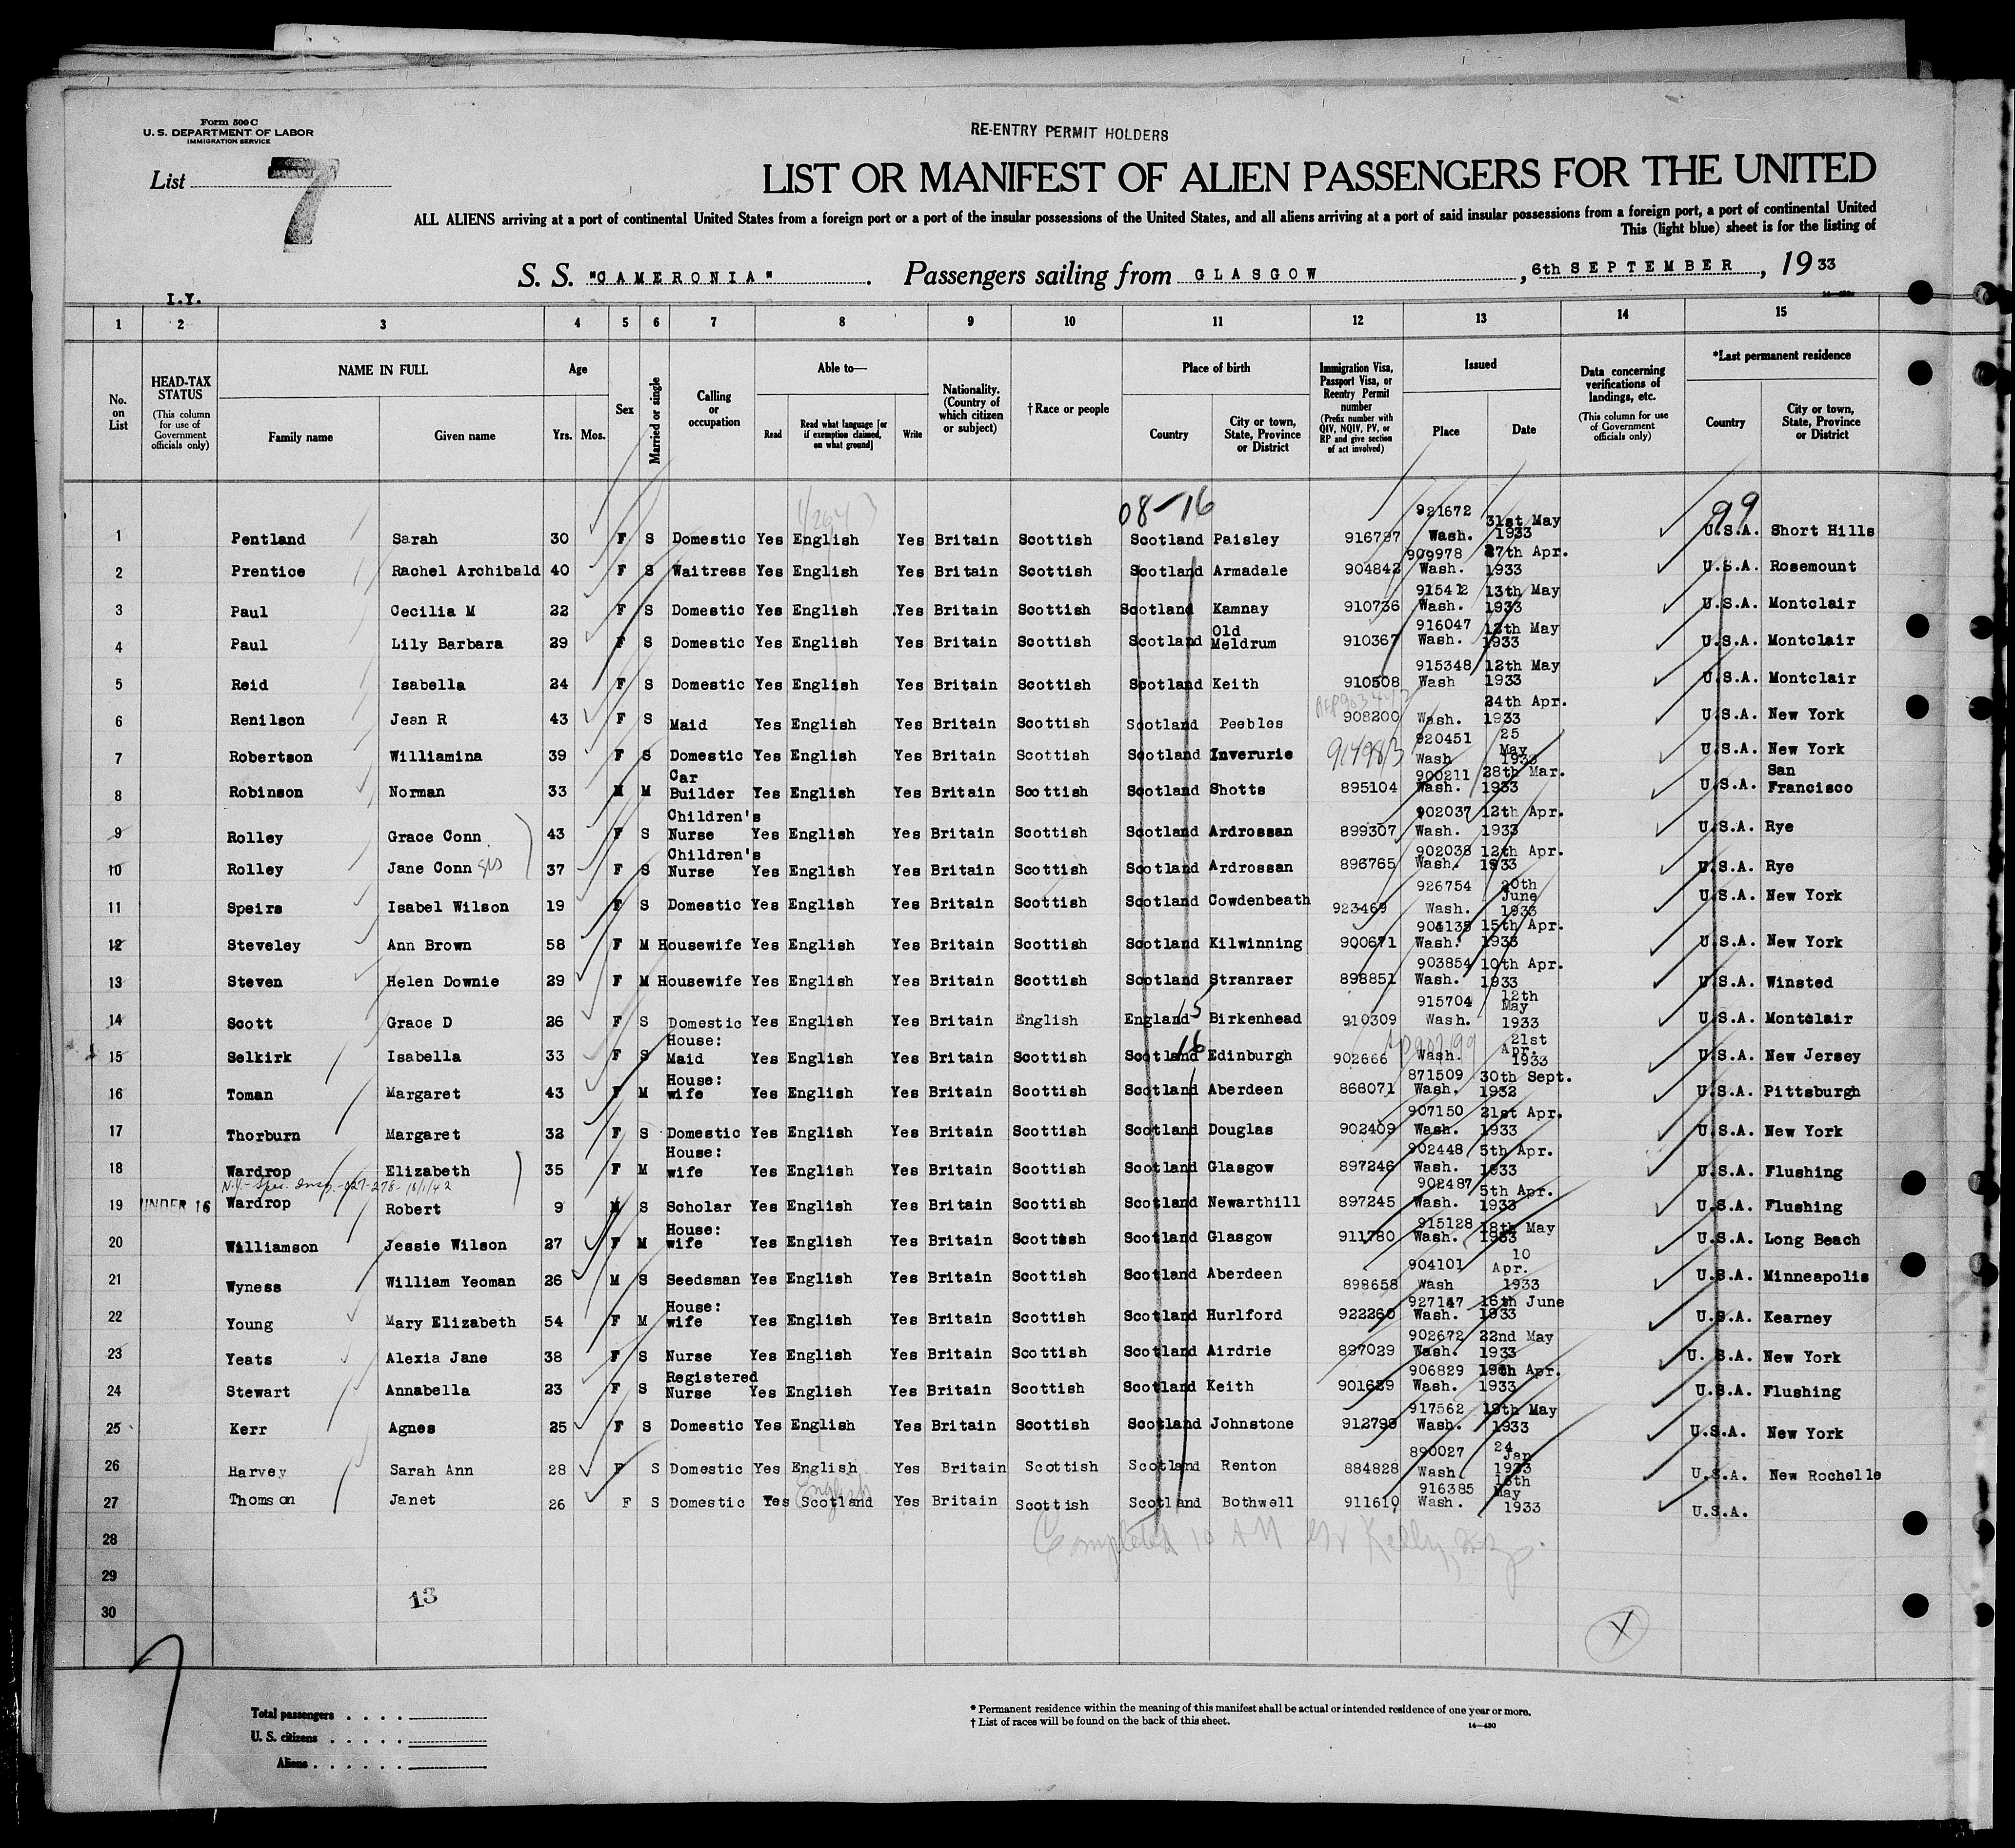 Form 500 C
U. S. DEPARTMENT OF LABOR
IMMIGRATION SERVICE
RE-ENTRY PERMIT HOLDERS
List 7
LIST OR MANIFEST OF ALIEN PASSENGERS FOR THE UNITED
ALL ALIENS arriving at a port of continental United States from a foreign port or a port of the insular possessions of the United States, and all aliens arriving at a port of said insular possessions from a foreign port, a port of continental United
This (light blue) sheet is for the listing of
S. S. "CAMERONIA". Passengers sailing from GLASGOW, 6th SEPTEMBER, 19 33
I.Y.
1 2 3 4 5 6 7 8 9 10 11 12 13 14 15
No. on List
HEAD-TAX STATUS (This column for use of Government officials only)
NAME IN FULL
Family name Given name
Age
Yrs. Mos.
Sex
Married or single
Calling or occupation
Able to—
Read Read what language [or if exemption claimed, on what ground] Write
Nationality. (Country of which citizen or subject)
† Race or people
Place of birth
Country City or town, State, Province or District
Immigration Visa, Passport Visa, or Reentry Permit number (Prefix number with QIV, NQIV, PV, or RP and give section of act involved)
Issued
Place Date
Data concerning verifications of landings, etc. (This column for use of Government officials only)
*Last permanent residence
Country City or town, State, Province or District
08-16 99
1 Pentland Sarah 30 F S Domestic Yes English Yes Britain Scottish Scotland Paisley 916797 921672 Wash. 31st May 1933 U.S.A. Short Hills
2 Prentice Rachel Archibald 40 F S Waitress Yes English Yes Britain Scottish Scotland Armadale 904842 909978 Wash. 27th Apr. 1933 U.S.A. Rosemount
3 Paul Cecilia M 22 F S Domestic Yes English Yes Britain Scottish Scotland Kamnay 910736 915412 Wash. 13th May 1933 U.S.A. Montclair
4 Paul Lily Barbara 29 F S Domestic Yes English Yes Britain Scottish Scotland Old Meldrum 910367 916047 Wash. 12th May 1933 U.S.A. Montclair
5 Reid Isabella 24 F S Domestic Yes English Yes Britain Scottish Scotland Keith 910508 915348 Wash 12th May 1933 U.S.A. Montclair
6 Renilson Jean R 43 F S Maid Yes English Yes Britain Scottish Scotland Peebles 908200 Wash. 24th Apr. 1933 U.S.A. New York
7 Robertson Williamina 39 F S Domestic Yes English Yes Britain Scottish Scotland Inverurie 914983 920451 Wash 25 May 1933 U.S.A. New York
8 Robinson Norman 33 M M Car Builder Yes English Yes Britain Scottish Scotland Shotts 895104 900211 Wash. 28th Mar. 1933 U.S.A. San Francisco
9 Rolley Grace Conn 43 F S Children's Nurse Yes English Yes Britain Scottish Scotland Ardrossan 899307 902037 Wash. 12th Apr. 1933 U.S.A. Rye
10 Rolley Jane Conn 37 F S Children's Nurse Yes English Yes Britain Scottish Scotland Ardrossan 896765 902038 Wash. 12th Apr. 1933 U.S.A. Rye
11 Speirs Isabel Wilson 19 F S Domestic Yes English Yes Britain Scottish Scotland Cowdenbeath 923469 926754 Wash. 20th June 1933 U.S.A. New York
12 Steveley Ann Brown 58 F M Housewife Yes English Yes Britain Scottish Scotland Kilwinning 900671 904135 Wash. 15th Apr. 1933 U.S.A. New York
13 Steven Helen Downie 29 F M Housewife Yes English Yes Britain Scottish Scotland Stranraer 898851 903854 Wash. 10th Apr. 1933 U.S.A. Winsted
14 Scott Grace D 26 F S Domestic Yes English Yes Britain English England 15 Birkenhead 910309 915704 Wash. 12th May 1933 U.S.A. Montclair
15 Selkirk Isabella 33 F S House: Maid Yes English Yes Britain Scottish Scotland 16 Edinburgh 902666 Wash. 21st Apr. 1933 U.S.A. New Jersey
16 Toman Margaret 43 F M House: wife Yes English Yes Britain Scottish Scotland Aberdeen 866071 871509 Wash. 30th Sept. 1932 U.S.A. Pittsburgh
17 Thorburn Margaret 32 F S Domestic Yes English Yes Britain Scottish Scotland Douglas 902409 907150 Wash. 21st Apr. 1933 U.S.A. New York
18 Wardrop Elizabeth 35 F M House: wife Yes English Yes Britain Scottish Scotland Glasgow 897246 902448 Wash. 5th Apr. 1933 U.S.A. Flushing
19 UNDER 16 Wardrop Robert 9 M S Scholar Yes English Yes Britain Scottish Scotland Newarthill 897245 902487 Wash. 5th Apr. 1933 U.S.A. Flushing
20 Williamson Jessie Wilson 27 F M House: wife Yes English Yes Britain Scottish Scotland Glasgow 911780 915128 Wash. 18th May 1933 U.S.A. Long Beach
21 Wyness William Yeoman 26 M S Seedsman Yes English Yes Britain Scottish Scotland Aberdeen 898658 904101 Wash 10 Apr. 1933 U.S.A. Minneapolis
22 Young Mary Elizabeth 54 F M House: wife Yes English Yes Britain Scottish Scotland Hurlford 922260 927147 Wash. 16th June 1933 U.S.A. Kearney
23 Yeats Alexia Jane 38 F S Nurse Yes English Yes Britain Scottish Scotland Airdrie 897029 902672 Wash. 22nd May 1933 U.S.A. New York
24 Stewart Annabella 23 F S Registered Nurse Yes English Yes Britain Scottish Scotland Keith 901639 906829 Wash. 19th Apr. 1933 U.S.A. Flushing
25 Kerr Agnes 25 F S Domestic Yes English Yes Britain Scottish Scotland Johnstone 912799 917562 Wash. 19th May 1933 U.S.A. New York
26 Harvey Sarah Ann 28 F S Domestic Yes English Yes Britain Scottish Scotland Renton 884828 890027 Wash. 24 Jan 1933 U.S.A. New Rochelle
27 Thomson Janet 26 F S Domestic Yes Scotland English Yes Britain Scottish Scotland Bothwell 911610 916385 Wash. 16th May 1933 U.S.A.
28 Completed 10 AM Kelly
29
30
13
X
7
Total passengers
U. S. citizens
Aliens
* Permanent residence within the meaning of this manifest shall be actual or intended residence of one year or more.
† List of races will be found on the back of this sheet.
14—430